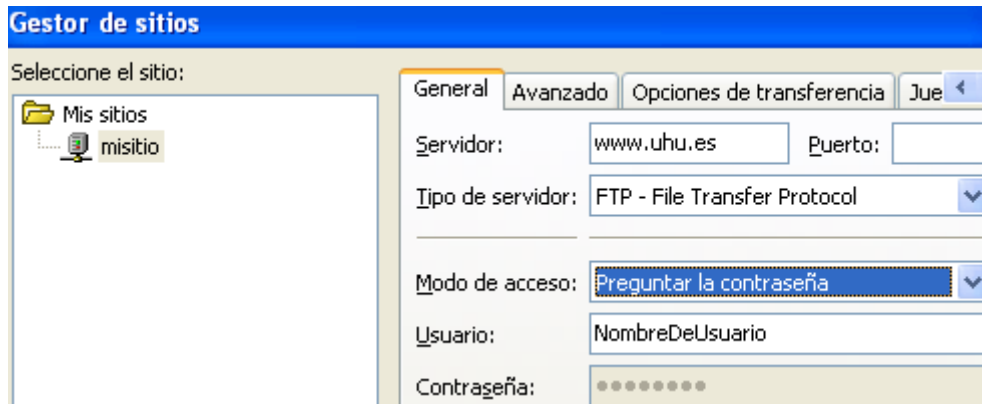 Gestor de sitios
Seleccione el sitio:
Mis sitios
misitio
General Avanzado Opciones de transferencia Jue
Servidor: www.uhu.es Puerto:
Tipo de servidor: FTP - File Transfer Protocol
Modo de acceso: Preguntar la contraseña
Usuario: NombreDeUsuario
Contraseña: ●●●●●●●●